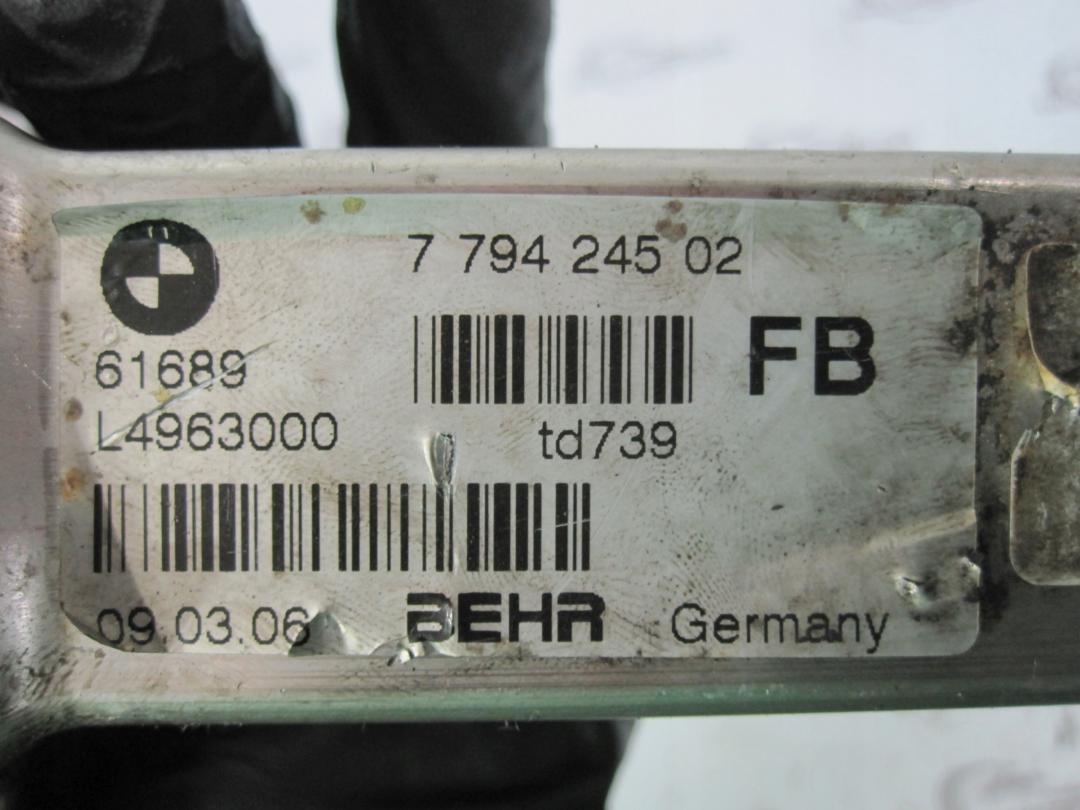 7 794 245 02
FB
61689
L4963000
td739
09.03.06 BEHR Germany